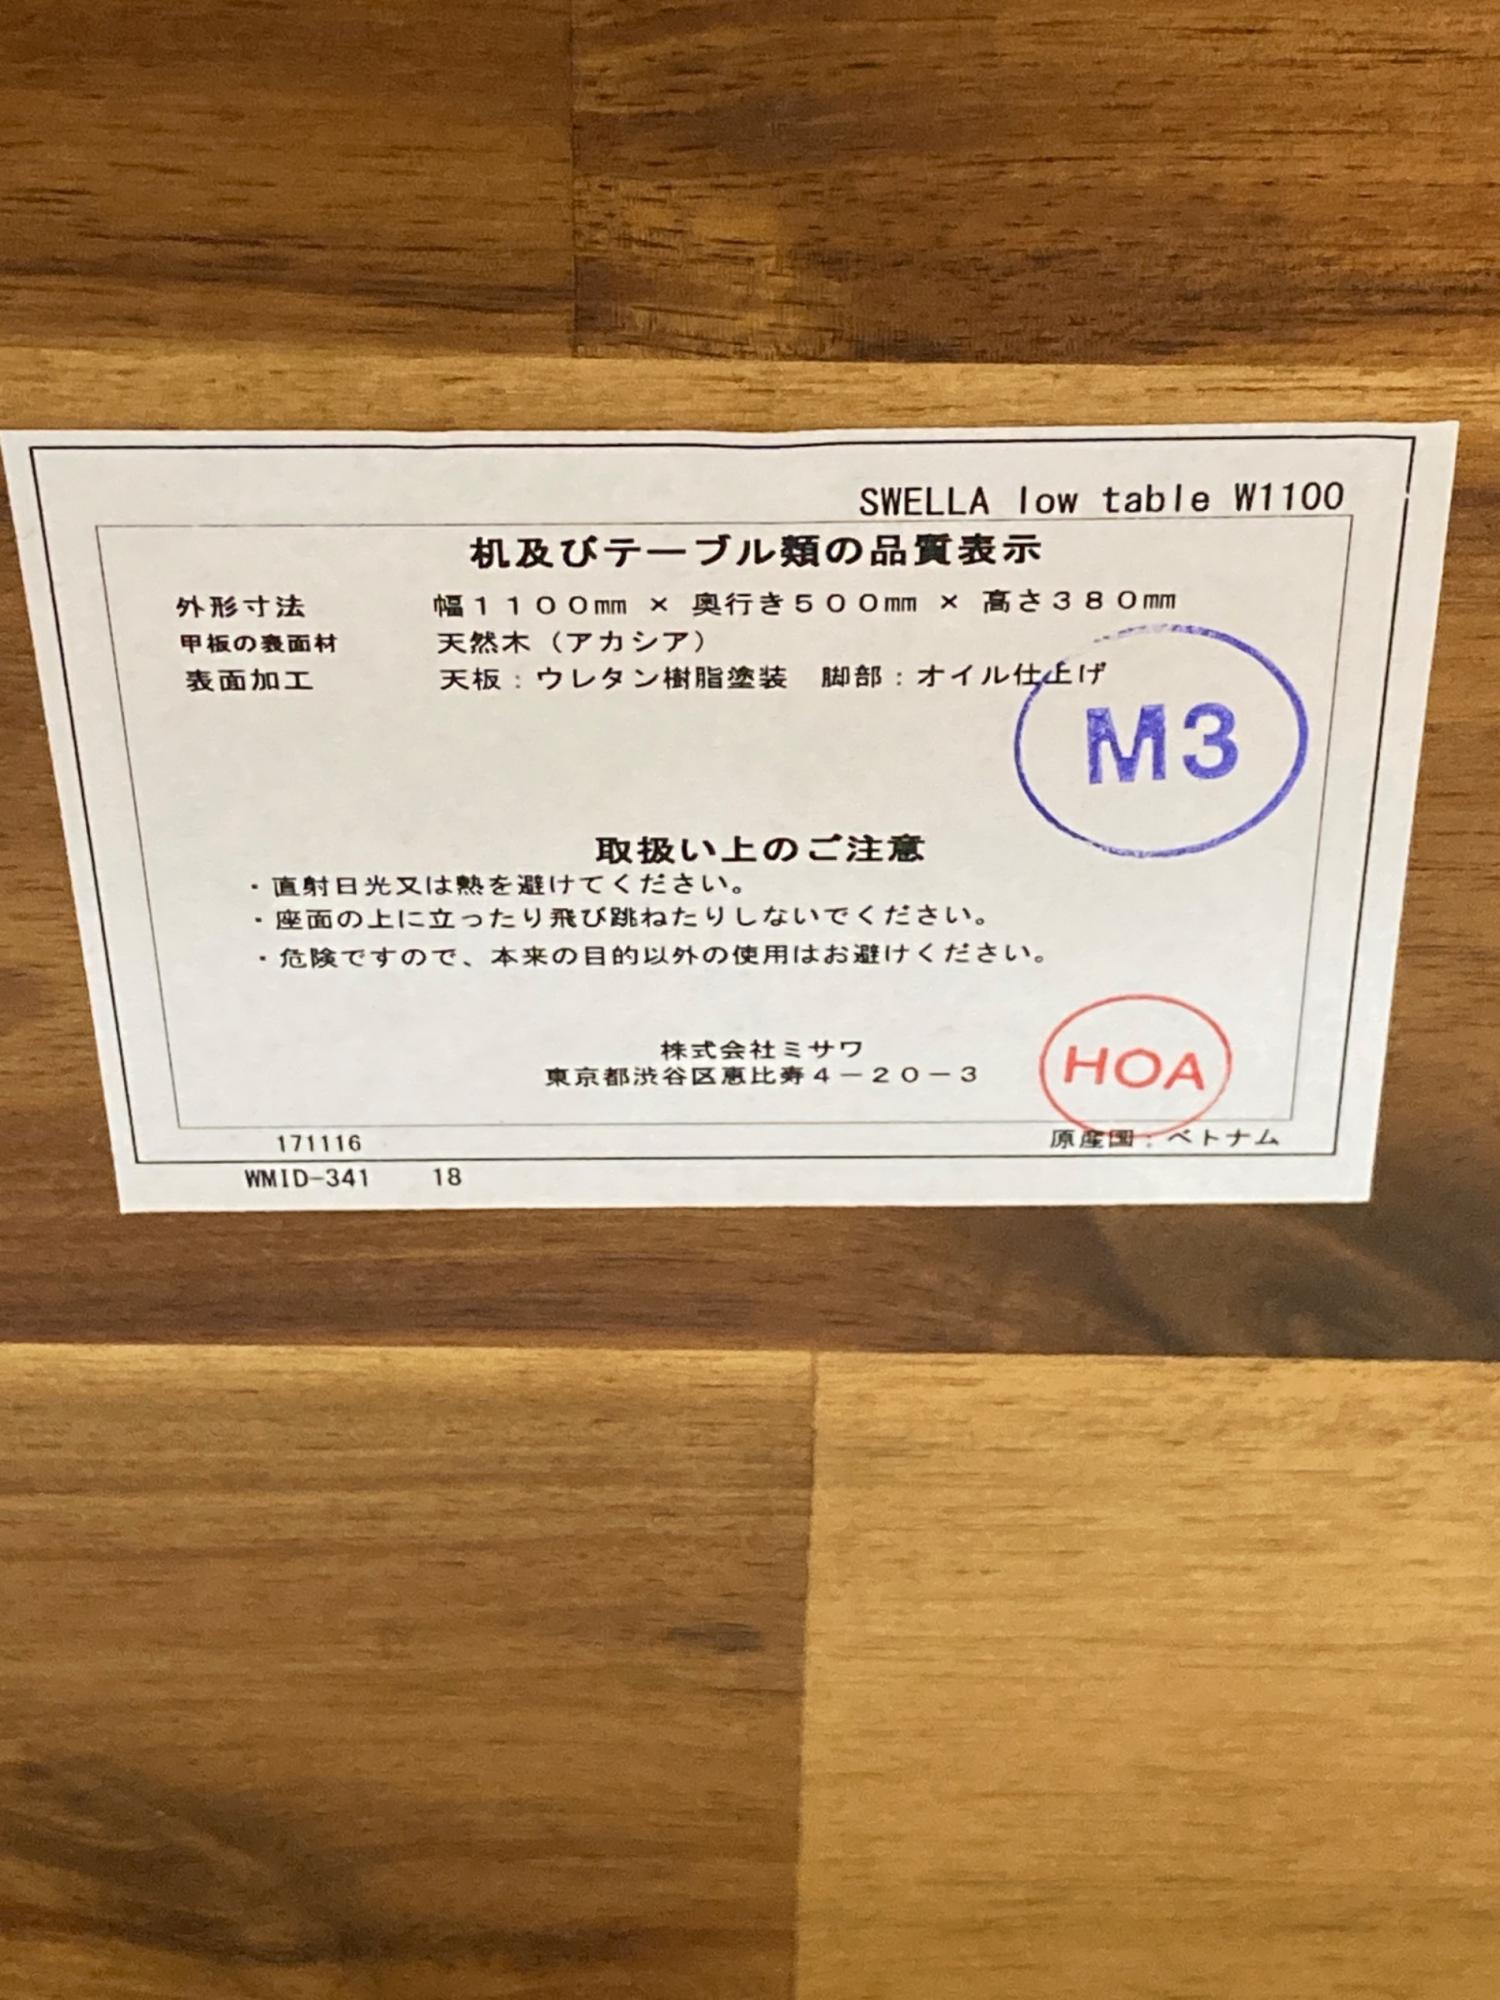 SWELLA low table W1100
机及びテーブル類の品質表示
外形寸法 幅１１００㎜ × 奥行き５００㎜ × 高さ３８０㎜
甲板の表面材 天然木（アカシア）
表面加工 天板：ウレタン樹脂塗装 脚部：オイル仕上げ
M3
取扱い上のご注意
・直射日光又は熱を避けてください。
・座面の上に立ったり飛び跳ねたりしないでください。
・危険ですので、本来の目的以外の使用はお避けください。
株式会社ミサワ
東京都渋谷区恵比寿４－２０－３
HOA
171116 原産国：ベトナム
WMID-341 18